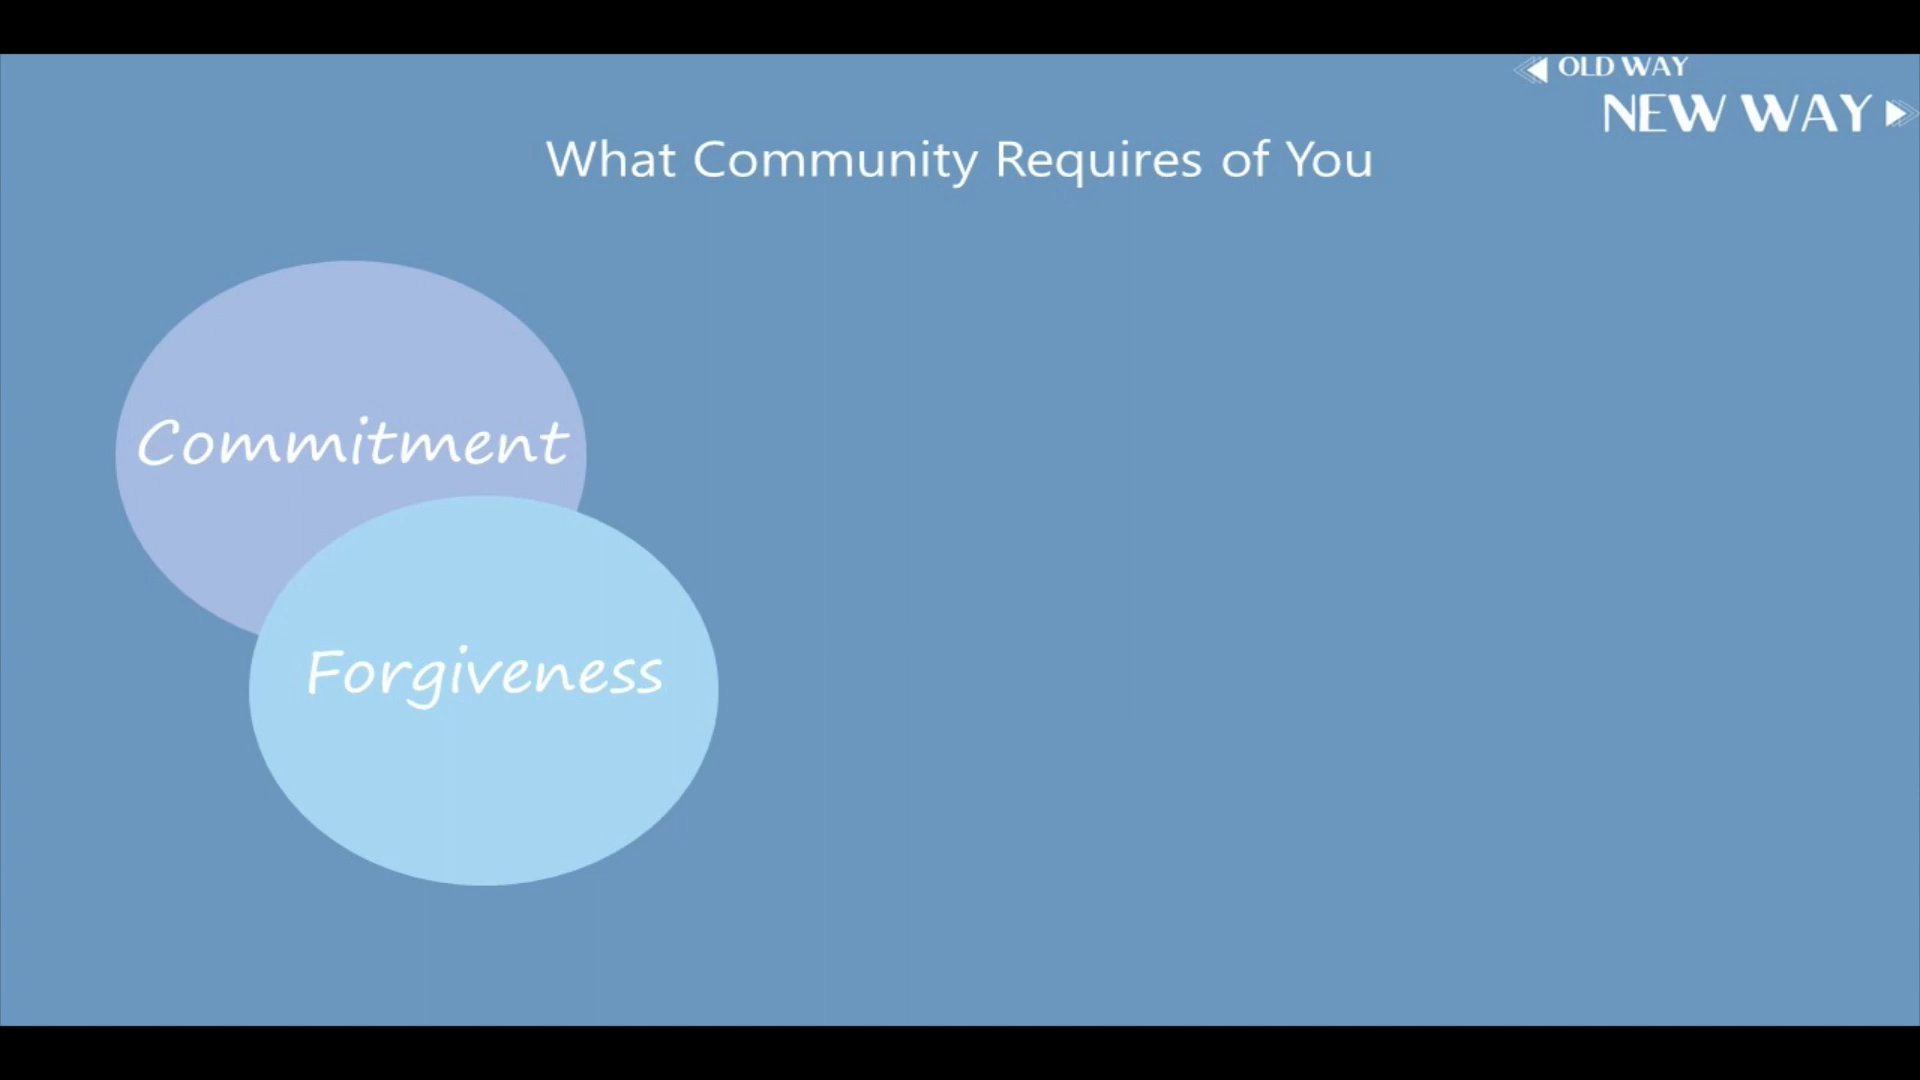 OLD WAY
NEW WAY
What Community Requires of You
Commitment
Forgiveness